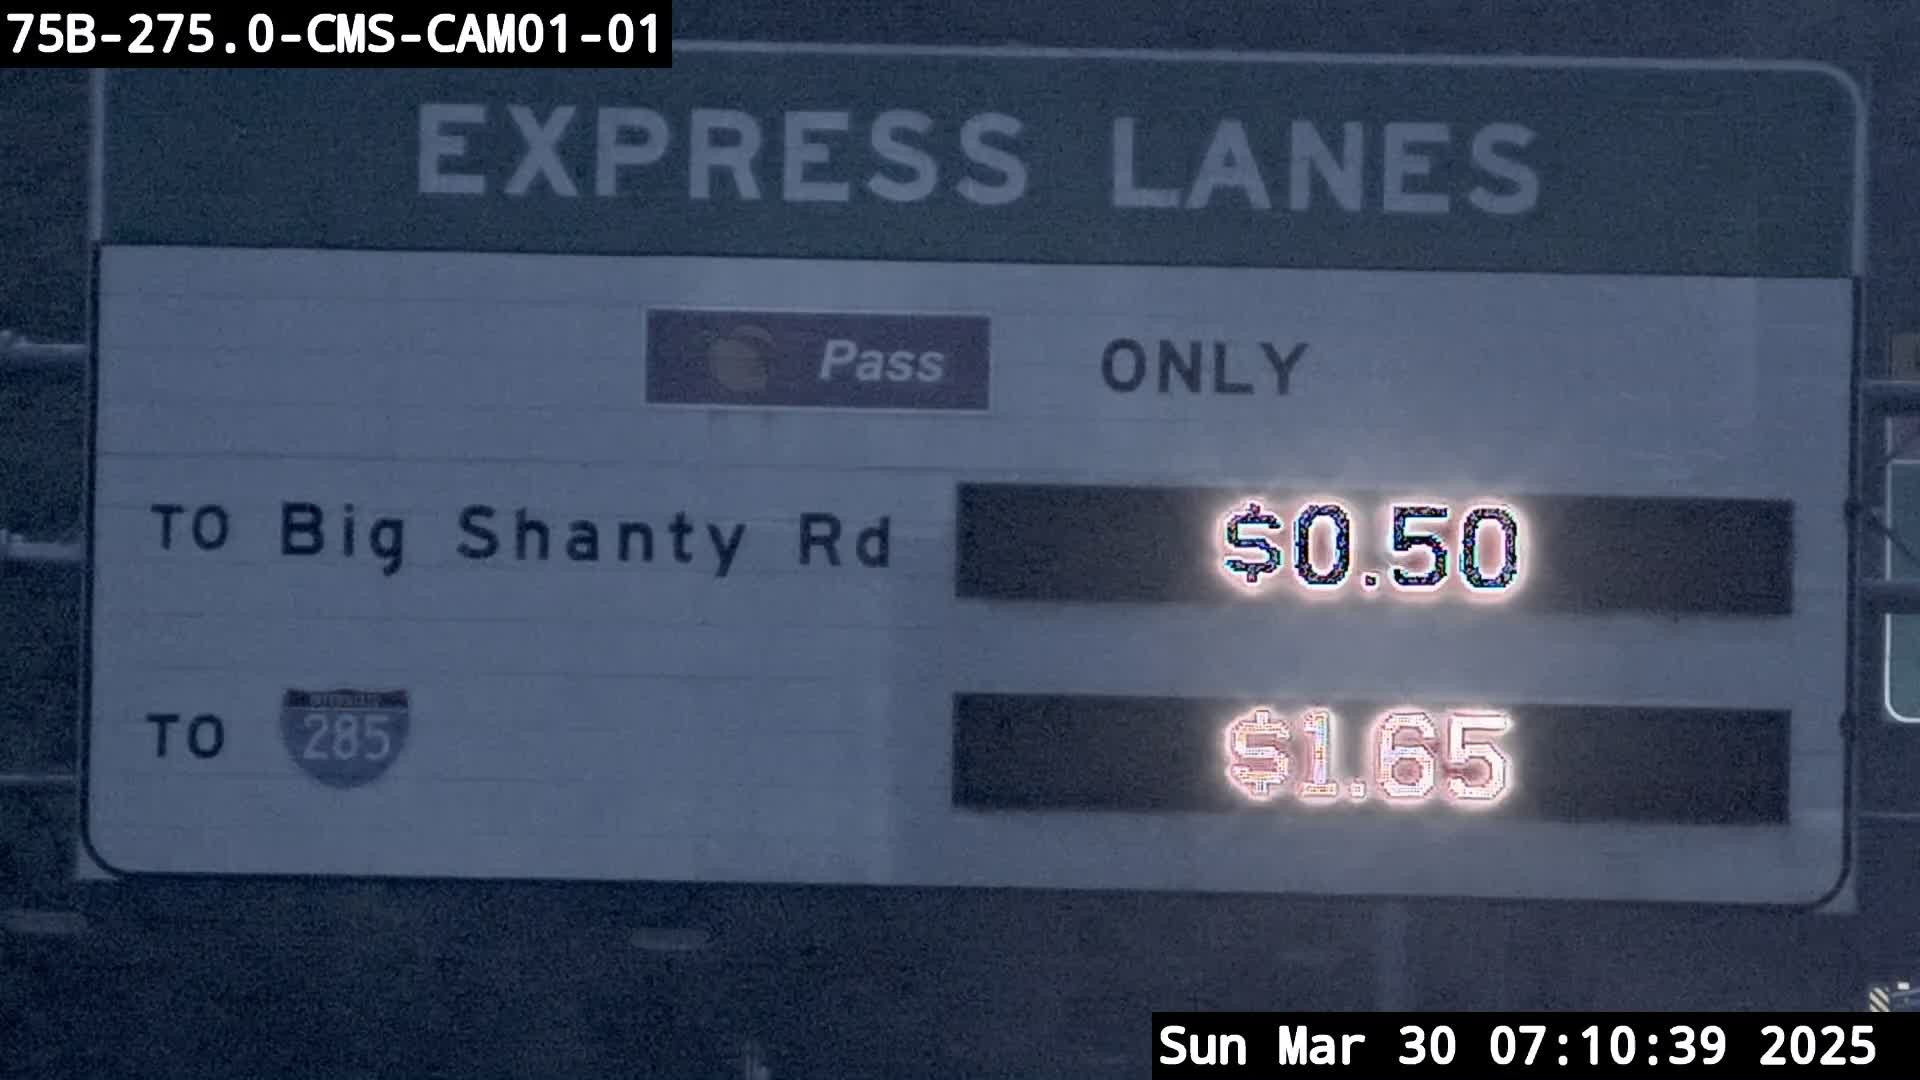 75B-275.0-CMS-CAM01-01
EXPRESS LANES
Pass ONLY
TO Big Shanty Rd $0.50
TO INTERSTATE 285 $1.65
Sun Mar 30 07:10:39 2025